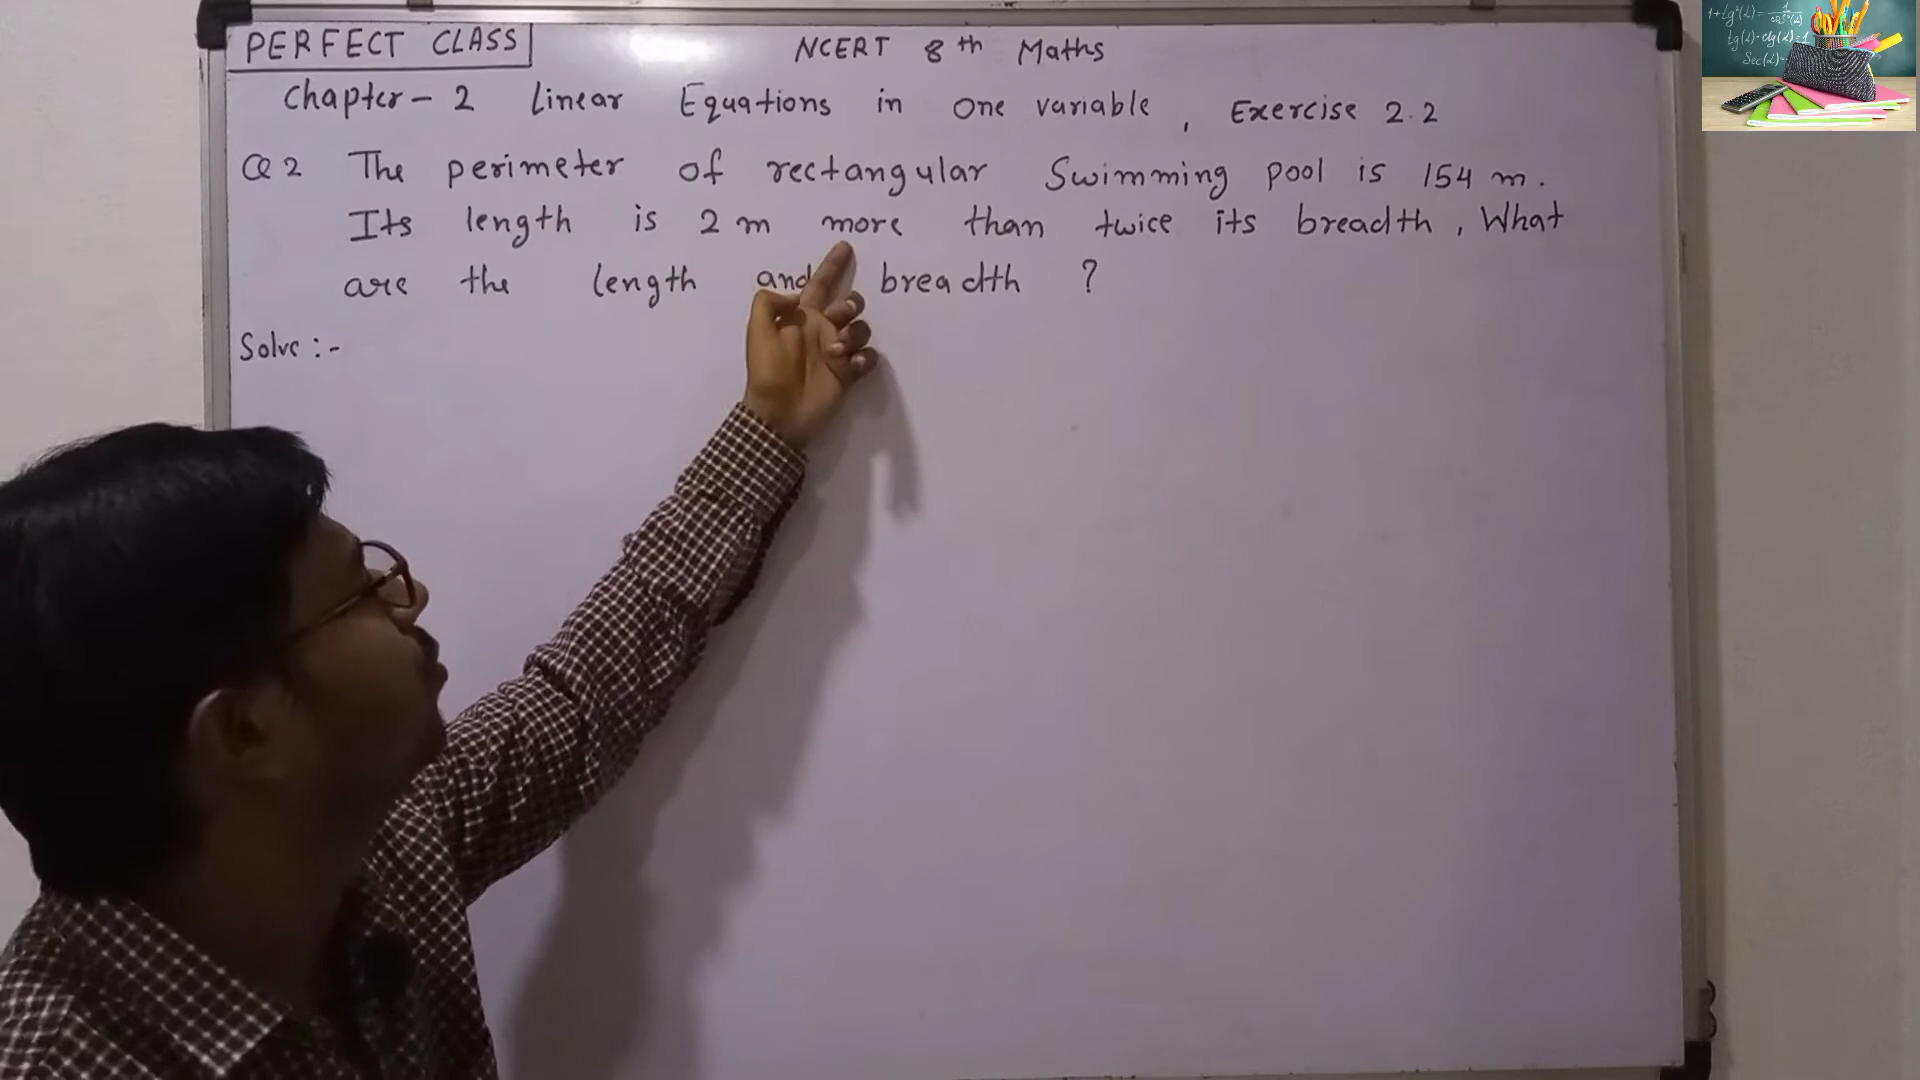 PERFECT CLASS
NCERT 8th Maths
Chapter - 2 Linear Equations in one variable, Exercise 2.2
Q 2 The perimeter of rectangular Swimming pool is 154 m.
Its length is 2 m more than twice its breadth, What
are the length and breadth ?
Solve :-